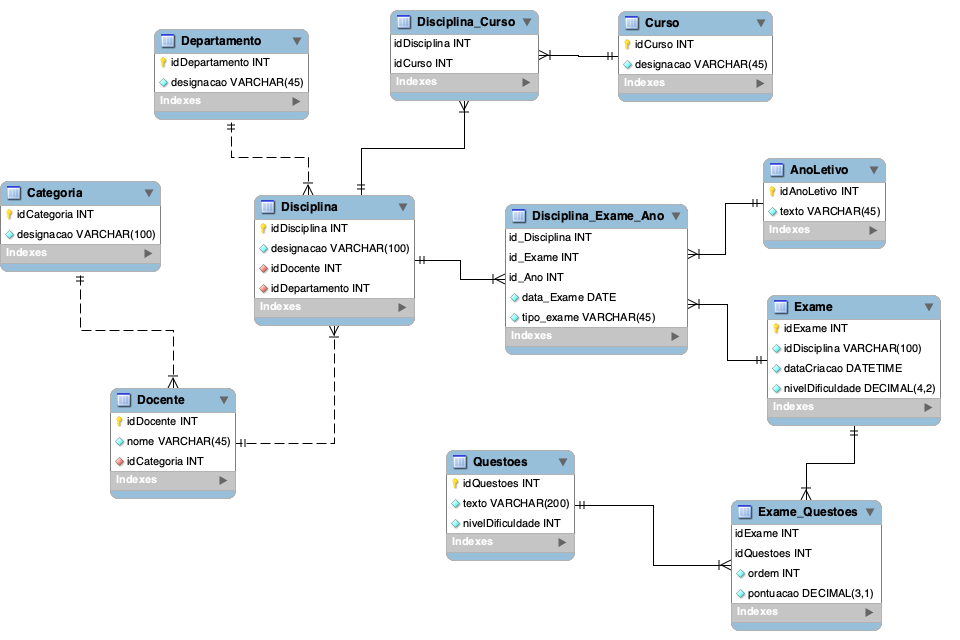 Disciplina_Curso
idDisciplina INT
idCurso INT
Indexes
Curso
idCurso INT
designacao VARCHAR(45)
Indexes
Departamento
idDepartamento INT
designacao VARCHAR(45)
Indexes
Categoria
idCategoria INT
designacao VARCHAR(100)
Indexes
Disciplina
idDisciplina INT
designacao VARCHAR(100)
idDocente INT
idDepartamento INT
Indexes
Disciplina_Exame_Ano
id_Disciplina INT
id_Exame INT
id_Ano INT
data_Exame DATE
tipo_exame VARCHAR(45)
Indexes
AnoLetivo
idAnoLetivo INT
texto VARCHAR(45)
Indexes
Exame
idExame INT
idDisciplina VARCHAR(100)
dataCriacao DATETIME
nivelDificuldade DECIMAL(4,2)
Indexes
Docente
idDocente INT
nome VARCHAR(45)
idCategoria INT
Indexes
Questoes
idQuestoes INT
texto VARCHAR(200)
nivelDificuldade INT
Indexes
Exame_Questoes
idExame INT
idQuestoes INT
ordem INT
pontuacao DECIMAL(3,1)
Indexes